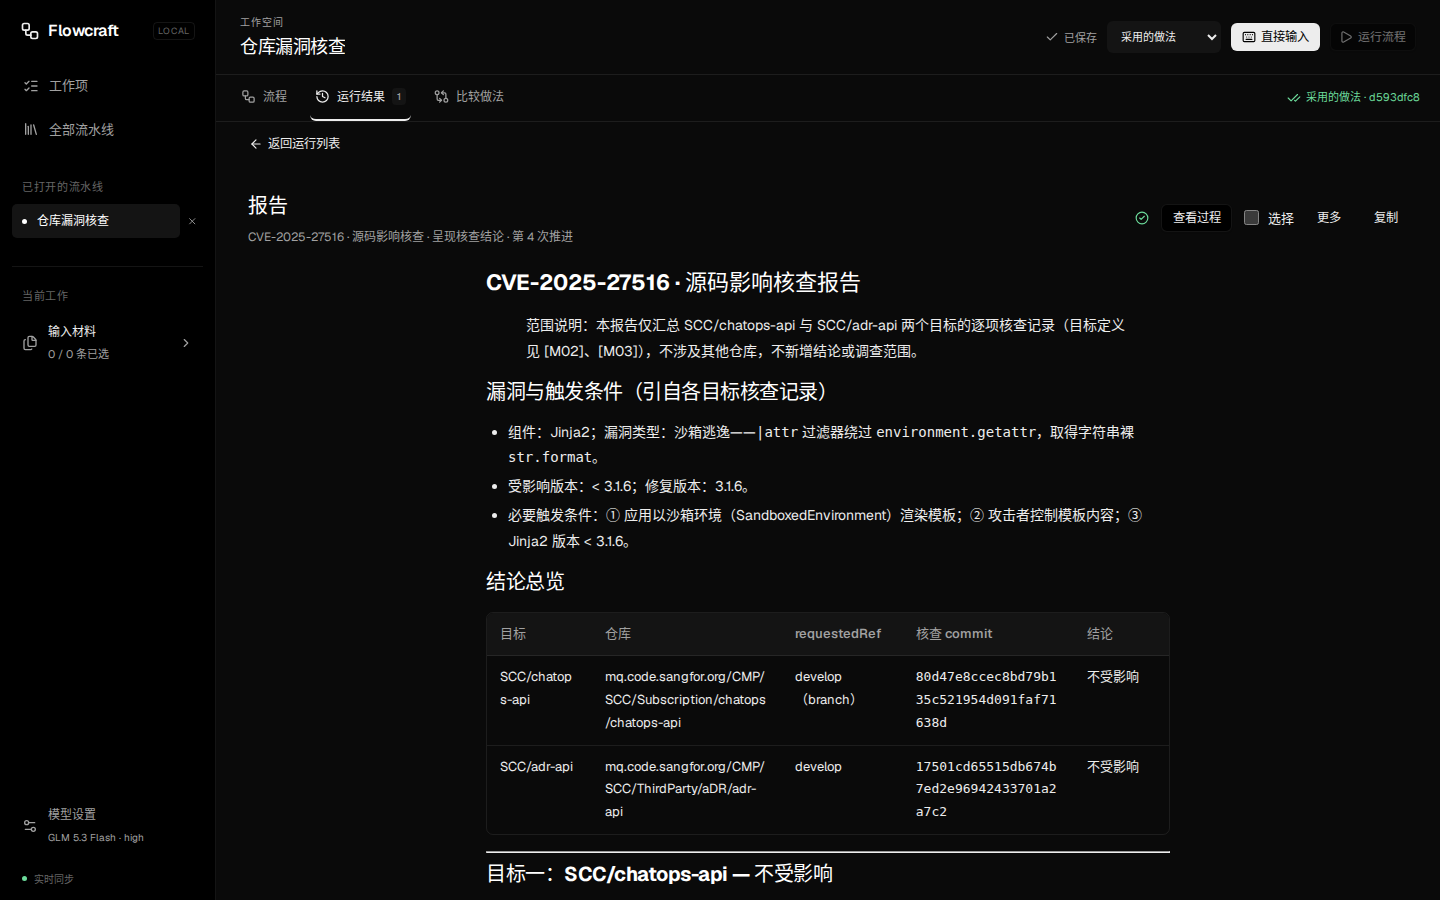 Flowcraft
LOCAL
工作项
全部流水线
已打开的流水线
仓库漏洞核查
当前工作
输入材料
0 / 0 条已选
模型设置
GLM 5.3 Flash · high
实时同步
工作空间
仓库漏洞核查
已保存
采用的做法
直接输入
运行流程
流程
运行结果 1
比较做法
采用的做法 · d593dfc8
返回运行列表
报告
CVE-2025-27516 · 源码影响核查 · 呈现核查结论 · 第 4 次推进
查看过程
选择
更多
复制
CVE-2025-27516 · 源码影响核查报告
范围说明：本报告仅汇总 SCC/chatops-api 与 SCC/adr-api 两个目标的逐项核查记录（目标定义
见 [M02]、[M03]），不涉及其他仓库，不新增结论或调查范围。
漏洞与触发条件（引自各目标核查记录）
组件：Jinja2；漏洞类型：沙箱逃逸——|attr 过滤器绕过 environment.getattr，取得字符串裸
str.format。
受影响版本：< 3.1.6；修复版本：3.1.6。
必要触发条件：① 应用以沙箱环境（SandboxedEnvironment）渲染模板；② 攻击者控制模板内容；③
Jinja2 版本 < 3.1.6。
结论总览
目标 仓库 requestedRef 核查 commit 结论
SCC/chatop mq.code.sangfor.org/CMP/ develop 80d47e8ccec8bd79b1 不受影响
s-api SCC/Subscription/chatops （branch） 35c521954d091faf71
/chatops-api 638d
SCC/adr-api mq.code.sangfor.org/CMP/ develop 17501cd65515db674b 不受影响
SCC/ThirdParty/aDR/adr- 7ed2e96942433701a2
api a7c2
目标一：SCC/chatops-api — 不受影响